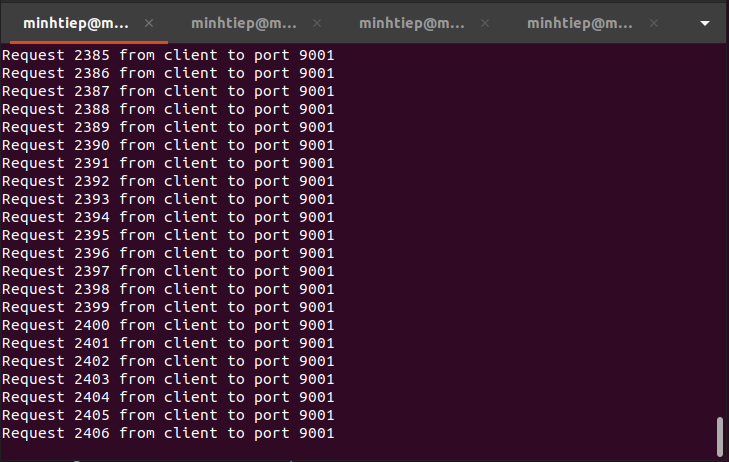 minhtiep@m... × minhtiep@m... × minhtiep@m... × minhtiep@m... ×
Request 2385 from client to port 9001
Request 2386 from client to port 9001
Request 2387 from client to port 9001
Request 2388 from client to port 9001
Request 2389 from client to port 9001
Request 2390 from client to port 9001
Request 2391 from client to port 9001
Request 2392 from client to port 9001
Request 2393 from client to port 9001
Request 2394 from client to port 9001
Request 2395 from client to port 9001
Request 2396 from client to port 9001
Request 2397 from client to port 9001
Request 2398 from client to port 9001
Request 2399 from client to port 9001
Request 2400 from client to port 9001
Request 2401 from client to port 9001
Request 2402 from client to port 9001
Request 2403 from client to port 9001
Request 2404 from client to port 9001
Request 2405 from client to port 9001
Request 2406 from client to port 9001